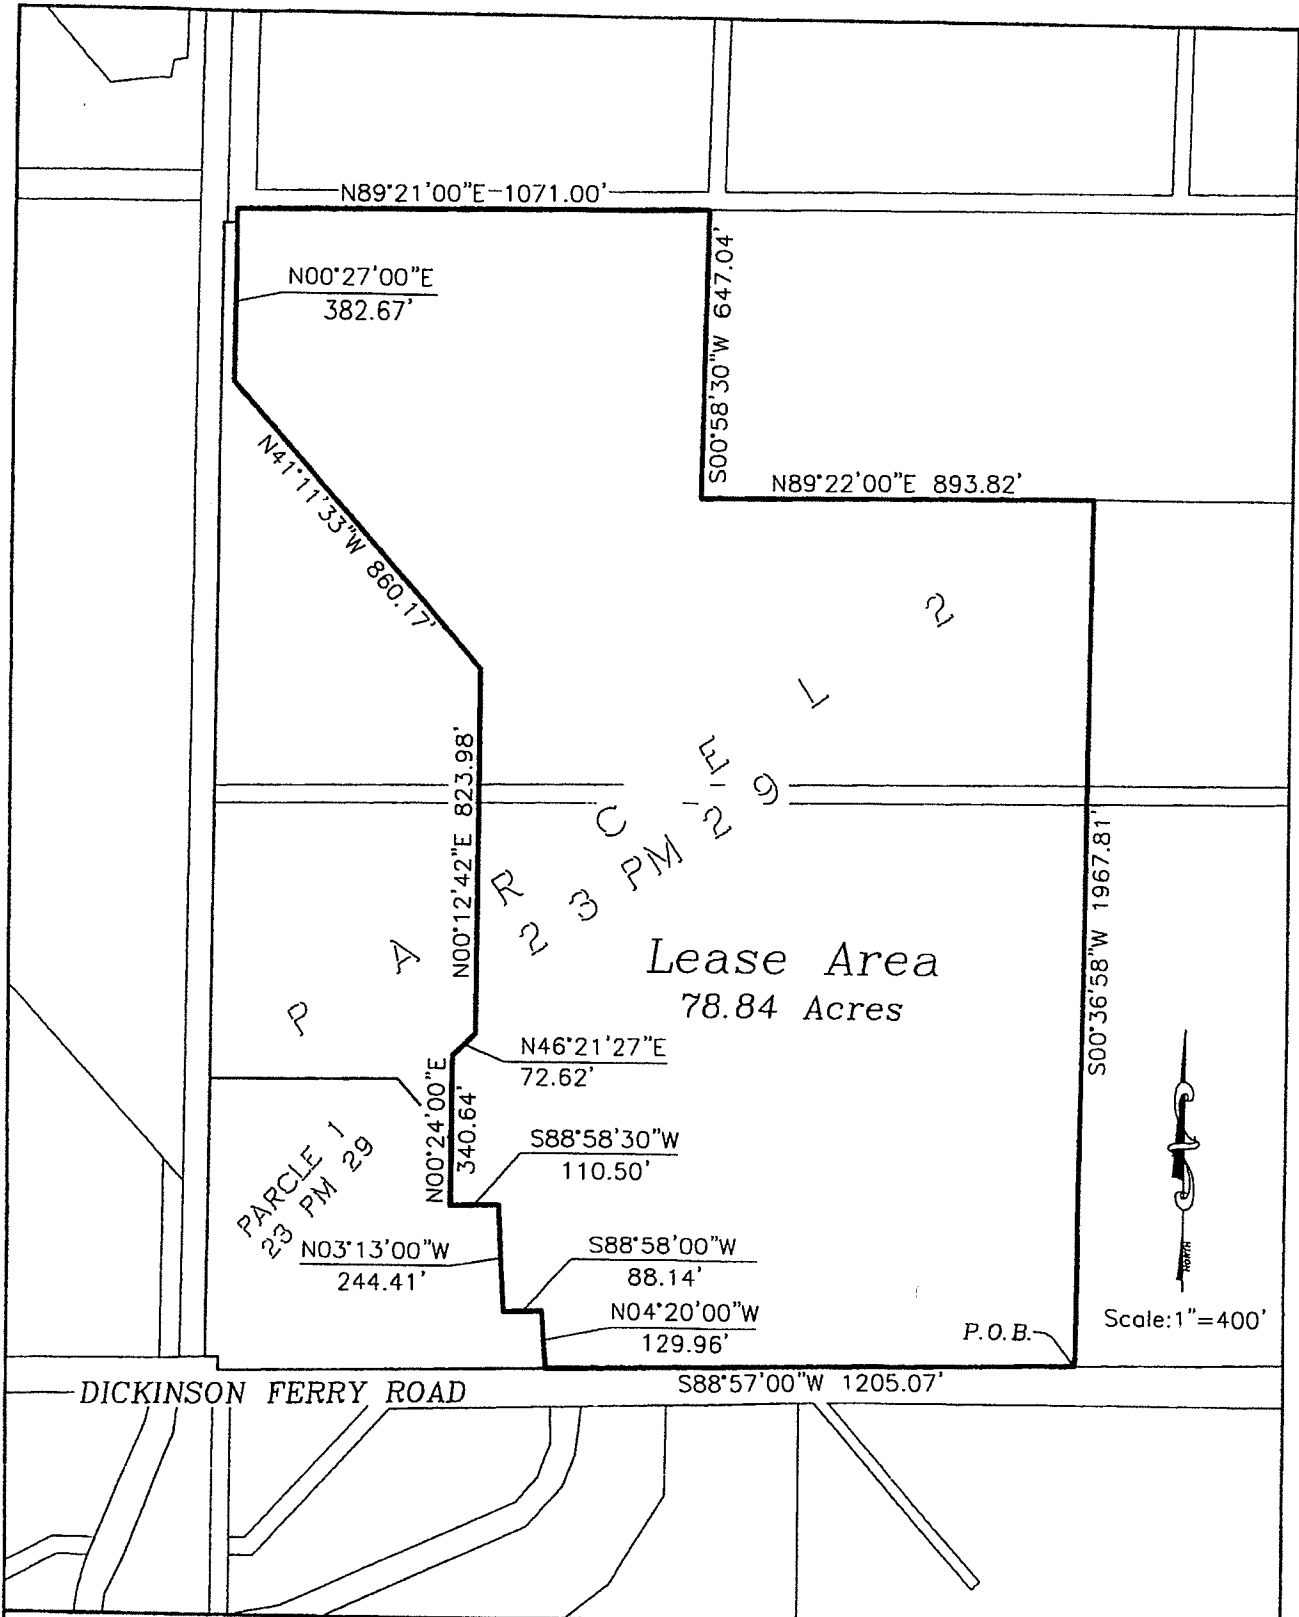 N89°21'00"E 1071.00'
N00°27'00"E
382.67'
S00°58'30"W 647.04'
N41°11'33"W 860.17'
N89°22'00"E 893.82'
PARCEL 2
23 PM 29
N00°12'42"E 823.98'
Lease Area
78.84 Acres
S00°36'58"W 1967.81'
N46°21'27"E
72.62'
N00°24'00"E
340.64'
S88°58'30"W
110.50'
PARCLE 1
23 PM 29
N03°13'00"W
244.41'
S88°58'00"W
88.14'
N04°20'00"W
129.96'
NORTH
Scale:1"=400'
P.O.B.
DICKINSON FERRY ROAD
S88°57'00"W 1205.07'